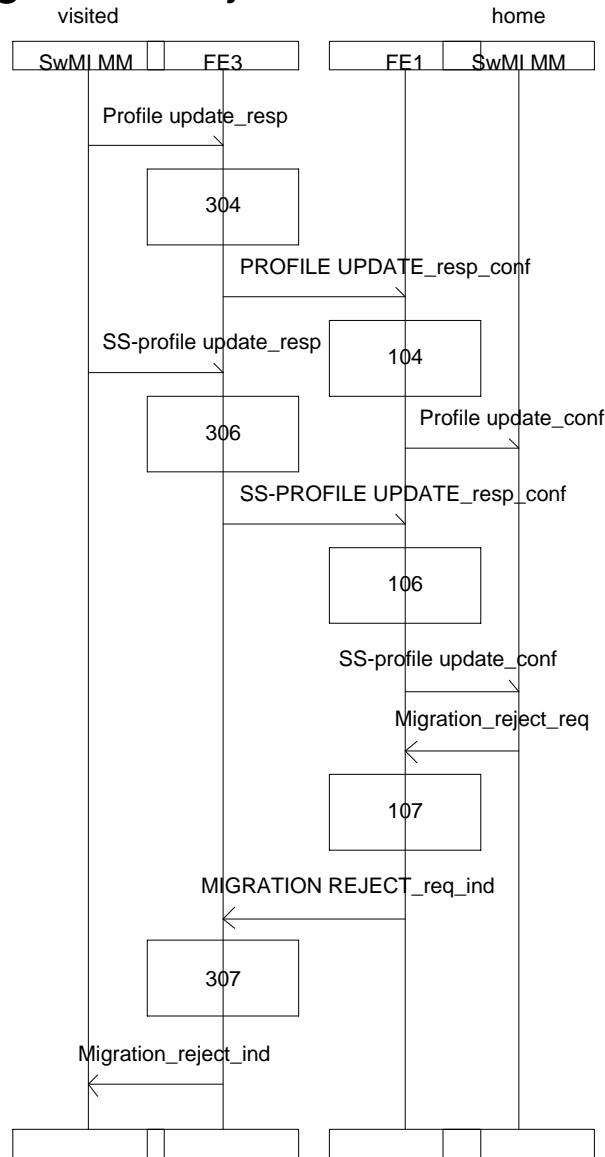 visited home
SwMI MM FE3 FE1 SwMI MM
Profile update_resp
304
PROFILE UPDATE_resp_conf
SS-profile update_resp
104
Profile update_conf
306
SS-PROFILE UPDATE_resp_conf
106
SS-profile update_conf
Migration_reject_req
107
MIGRATION REJECT_req_ind
307
Migration_reject_ind